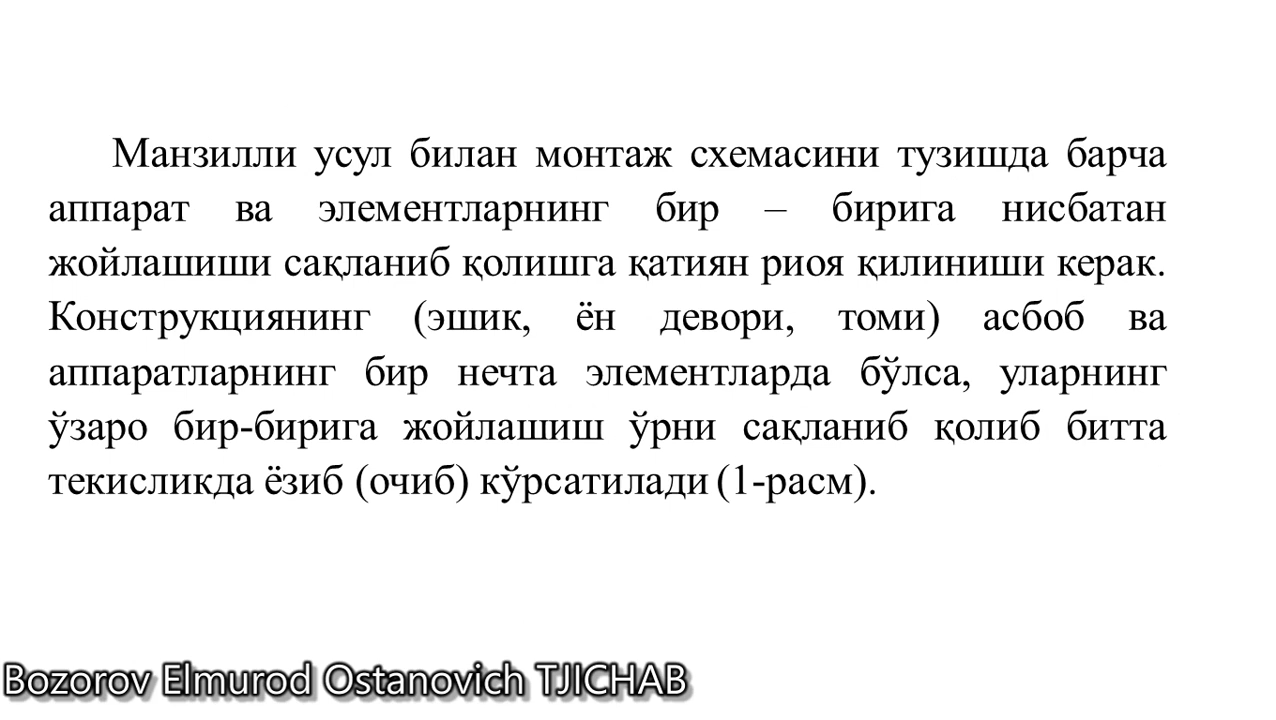 Манзилли усул билан монтаж схемасини тузишда барча
аппарат ва элементларнинг бир – бирига нисбатан
жойлашиши сақланиб қолишга қатиян риоя қилиниши керак.
Конструкциянинг (эшик, ён девори, томи) асбоб ва
аппаратларнинг бир нечта элементларда бўлса, уларнинг
ўзаро бир-бирига жойлашиш ўрни сақланиб қолиб битта
текисликда ёзиб (очиб) кўрсатилади (1-расм).
Bozorov Elmurod Ostanovich TJICHAB